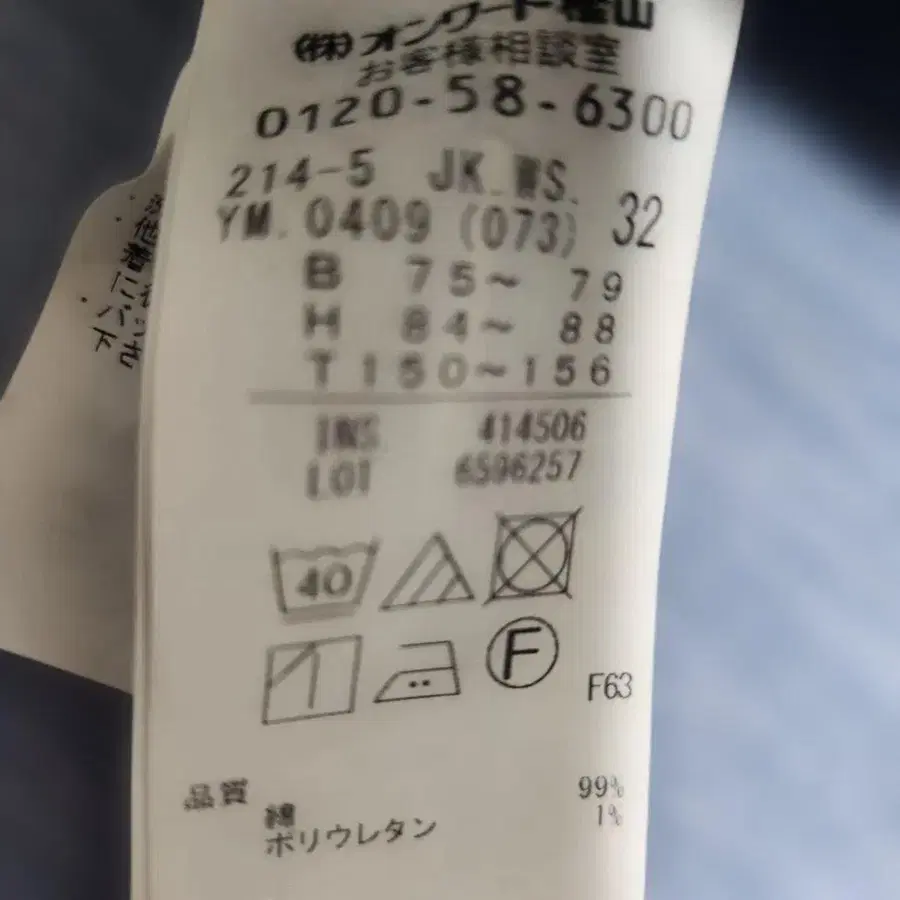 ㈱オンワード樫山
お客様相談室
0120-58-6300
214-5 JK.WS.
YM.0409 (073) 32
B 75~ 79
H 84~ 88
T 150~156
INS 414506
LOT 6596257
40
F
F63
品質
綿 99%
ポリウレタン 1%